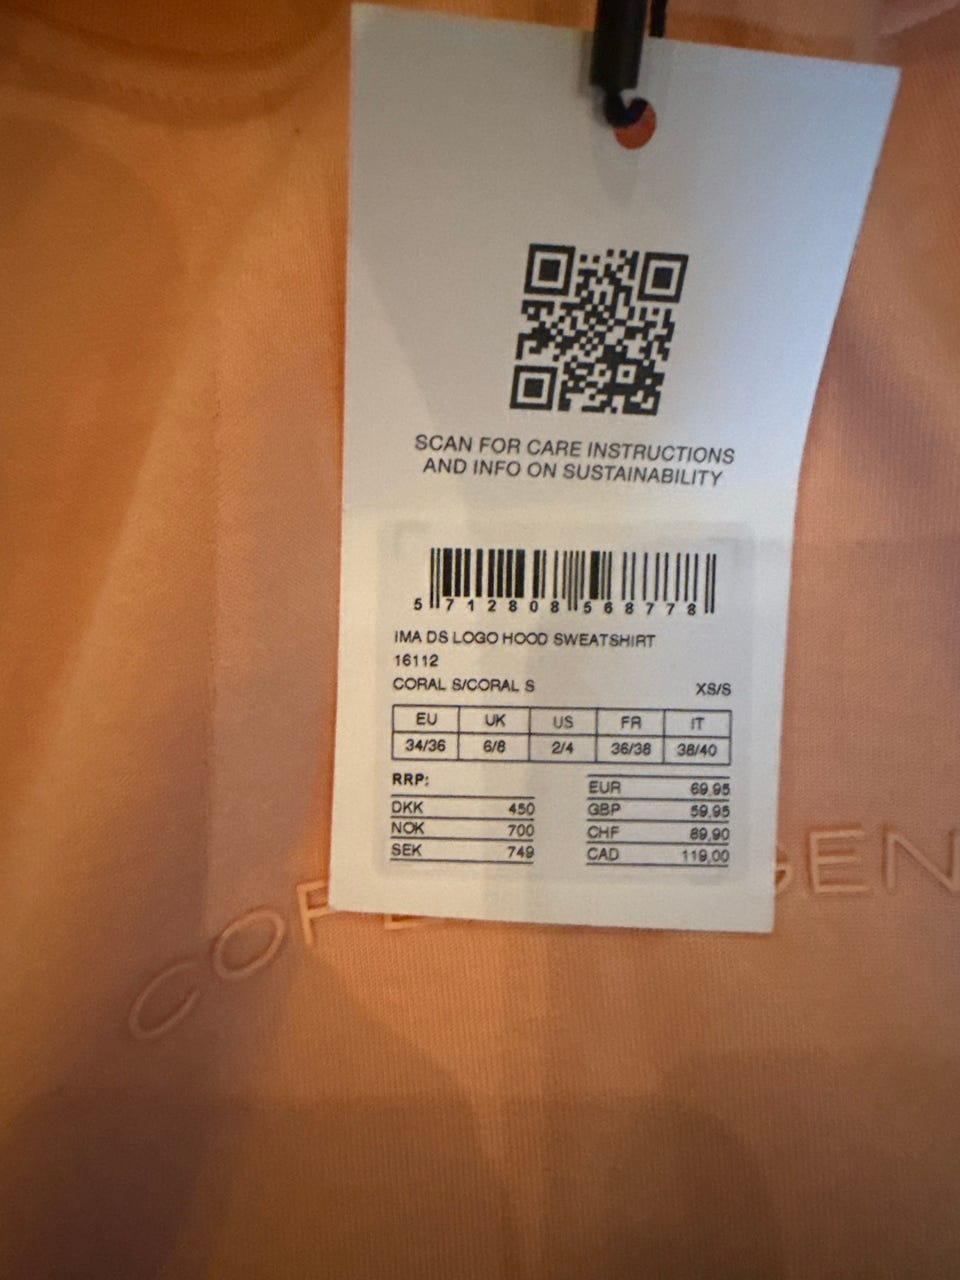 SCAN FOR CARE INSTRUCTIONS
AND INFO ON SUSTAINABILITY
5 712808 568778
IMA DS LOGO HOOD SWEATSHIRT
16112
CORAL S/CORAL S XS/S
EU UK US FR IT
34/36 6/8 2/4 36/38 38/40
RRP:
DKK 450
NOK 700
SEK 749
EUR 69,95
GBP 59,95
CHF 89,90
CAD 119,00
COPE GEN